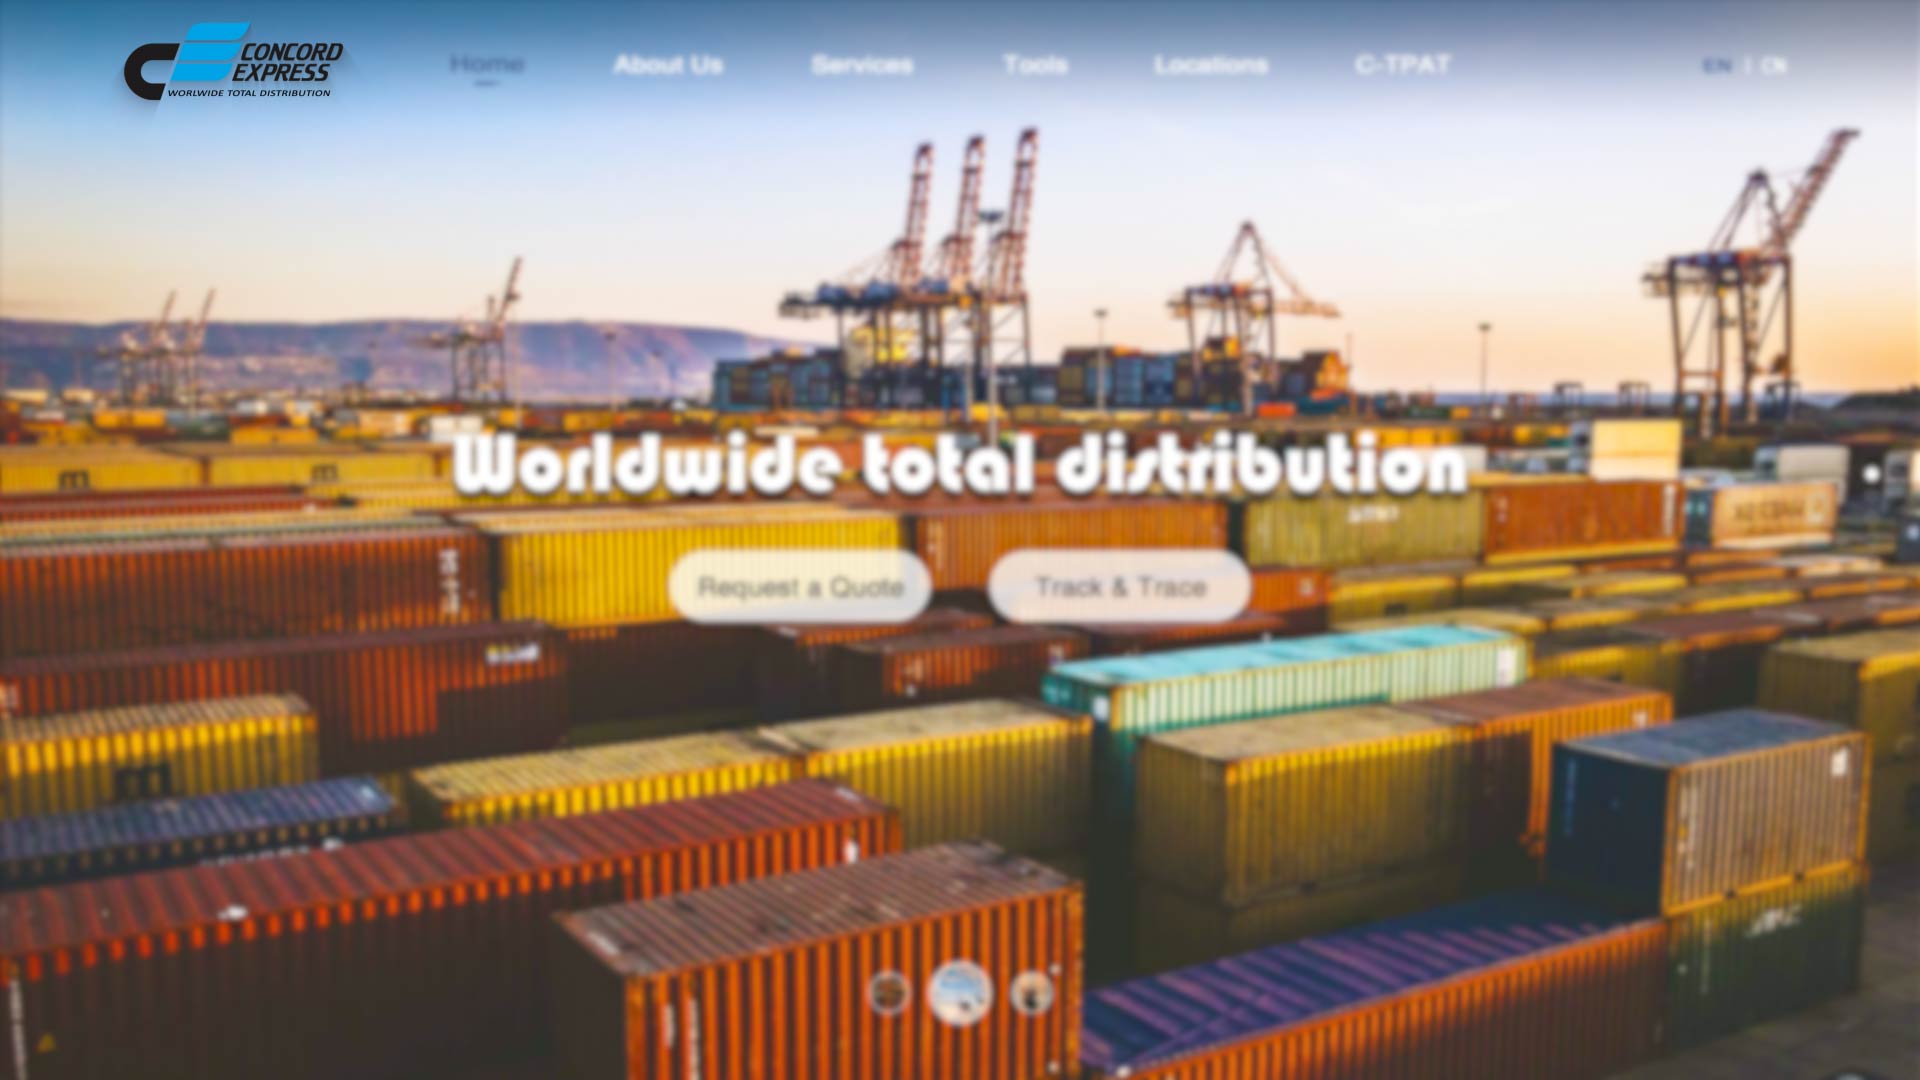 CONCORD
EXPRESS
WORLWIDE TOTAL DISTRIBUTION
Home
About Us
Services
Tools
Locations
C-TPAT
EN | CN
Worldwide total distribution
Request a Quote
Track & Trace